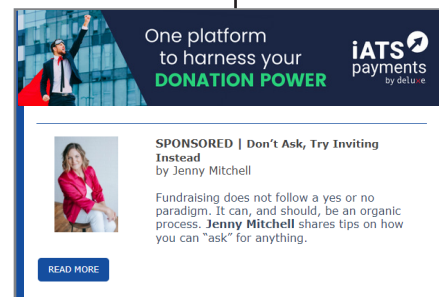 One platform
to harness your
DONATION POWER
iATS
payments
by deluxe
SPONSORED | Don't Ask, Try Inviting
Instead
by Jenny Mitchell
Fundraising does not follow a yes or no
paradigm. It can, and should, be an organic
process. Jenny Mitchell shares tips on how
you can “ask” for anything.
READ MORE